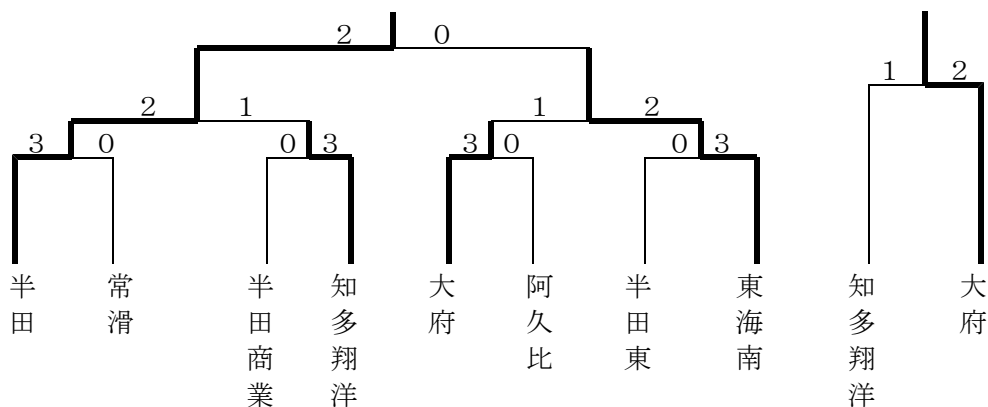 2 0
1 2
2 1
1 2
3 0
0 3
3 0
0 3
半田
常滑
半田商業
知多翔洋
大府
阿久比
半田東
東海南
知多翔洋
大府